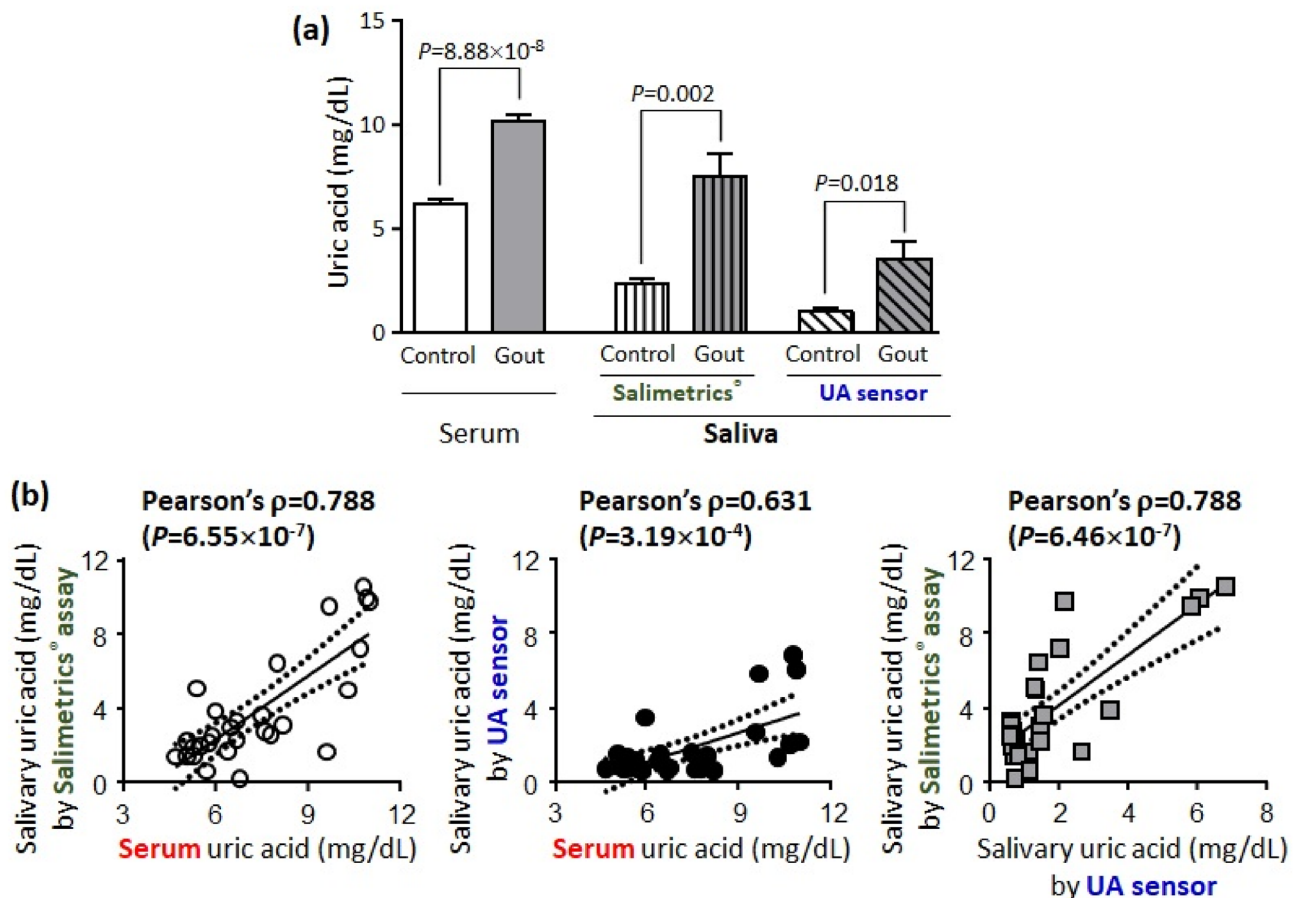 (a)
Uric acid (mg/dL)
15
10
5
0
P=8.88×10-8
P=0.002
P=0.018
Control Gout Control Gout Control Gout
Salimetrics® UA sensor
Serum Saliva
(b)
Pearson's ρ=0.788
(P=6.55×10-7)
Salivary uric acid (mg/dL)
by Salimetrics® assay
12
8
4
0
3 6 9 12
Serum uric acid (mg/dL)
Pearson's ρ=0.631
(P=3.19×10-4)
Salivary uric acid (mg/dL)
by UA sensor
12
8
4
0
3 6 9 12
Serum uric acid (mg/dL)
Pearson's ρ=0.788
(P=6.46×10-7)
Salivary uric acid (mg/dL)
by Salimetrics® assay
12
8
4
0
0 2 4 6 8
Salivary uric acid (mg/dL)
by UA sensor